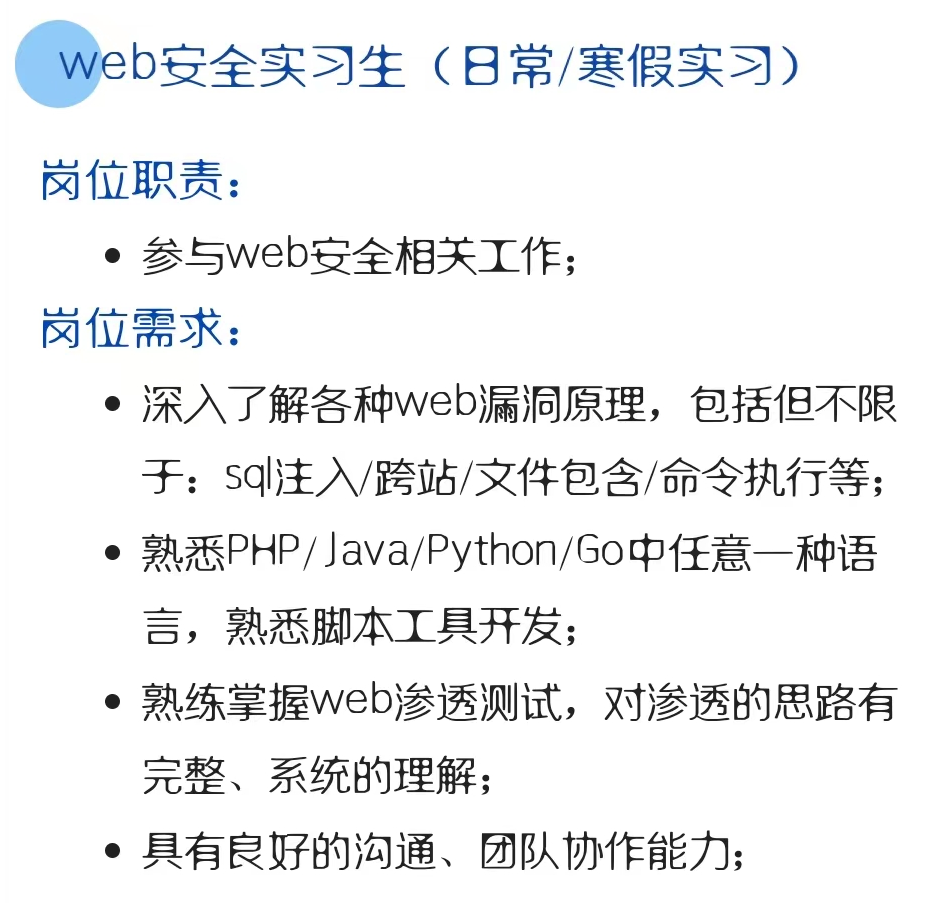 web安全实习生（日常/寒假实习）
岗位职责：
• 参与web安全相关工作；
岗位需求：
• 深入了解各种web漏洞原理，包括但不限
于：sql注入/跨站/文件包含/命令执行等；
• 熟悉PHP/Java/Python/Go中任意一种语
言，熟悉脚本工具开发；
• 熟练掌握web渗透测试，对渗透的思路有
完整、系统的理解；
• 具有良好的沟通、团队协作能力；